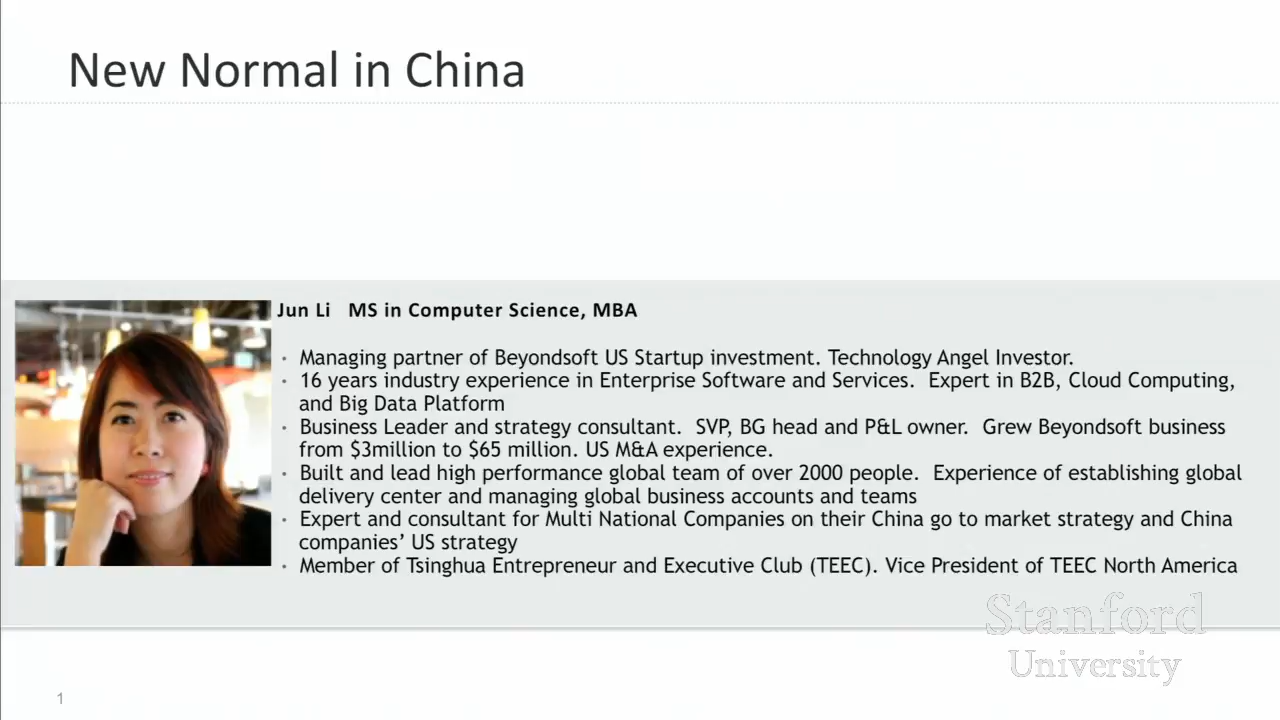 New Normal in China
Jun Li MS in Computer Science, MBA
• Managing partner of Beyondsoft US Startup investment. Technology Angel Investor.
• 16 years industry experience in Enterprise Software and Services. Expert in B2B, Cloud Computing,
and Big Data Platform
• Business Leader and strategy consultant. SVP, BG head and P&L owner. Grew Beyondsoft business
from $3million to $65 million. US M&A experience.
• Built and lead high performance global team of over 2000 people. Experience of establishing global
delivery center and managing global business accounts and teams
• Expert and consultant for Multi National Companies on their China go to market strategy and China
companies’ US strategy
• Member of Tsinghua Entrepreneur and Executive Club (TEEC). Vice President of TEEC North America
Stanford
University
1